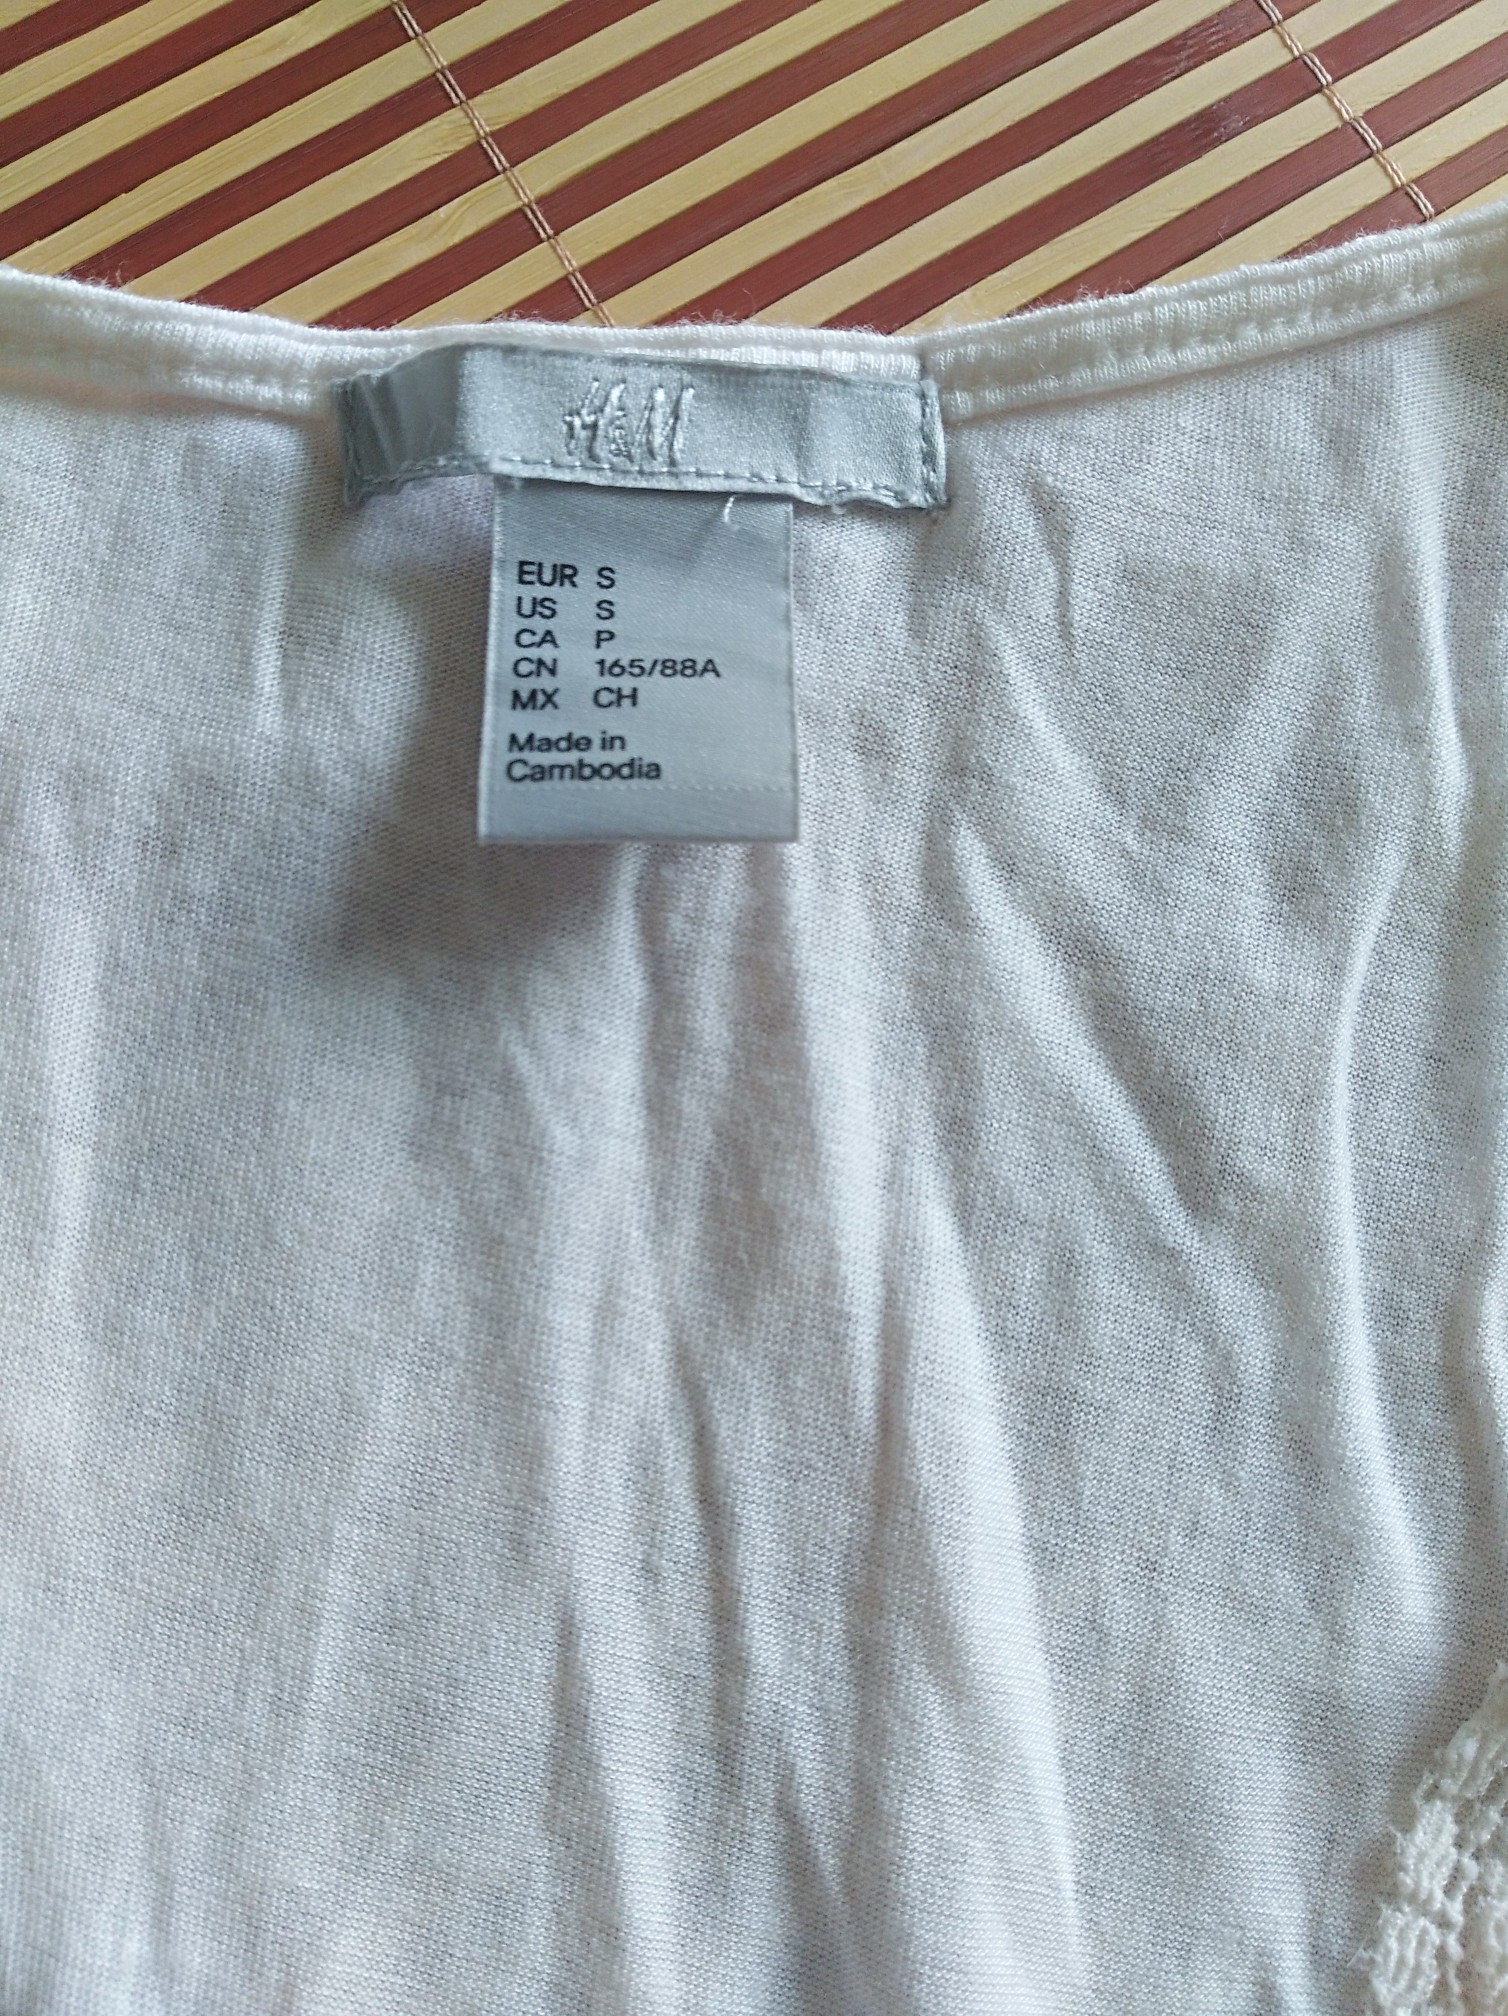 H&M
EUR S
US S
CA P
CN 165/88A
MX CH
Made in
Cambodia